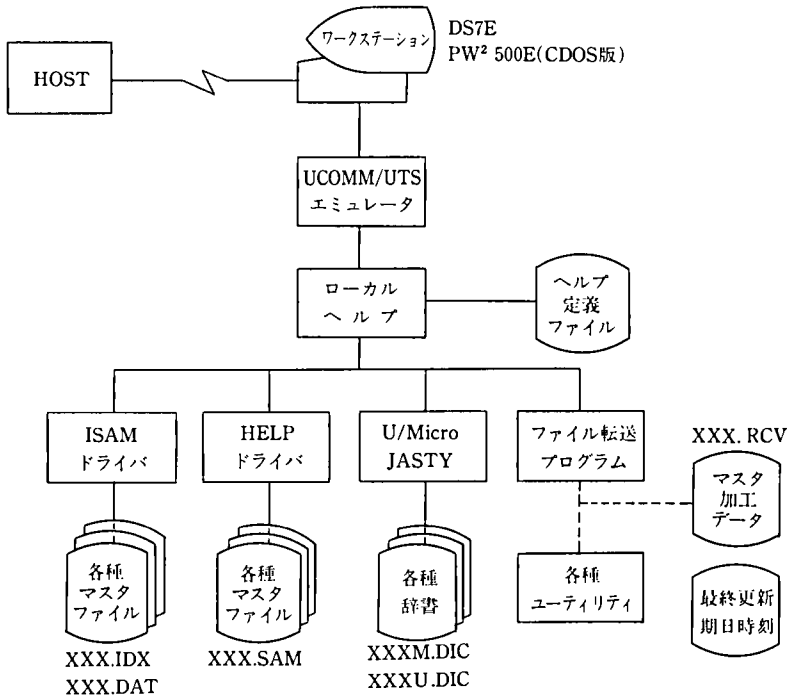 ワークステーション
DS7E
PW² 500E(CDOS版)
HOST
UCOMM/UTS
エミュレータ
ローカル
ヘルプ
ヘルプ
定義
ファイル
ISAM
ドライバ
HELP
ドライバ
U/Micro
JASTY
ファイル転送
プログラム
XXX. RCV
マスタ
加工
データ
各種
マスタ
ファイル
各種
マスタ
ファイル
各種
辞書
各種
ユーティリティ
最終更新
期日時刻
XXX.IDX
XXX.DAT
XXX.SAM
XXXM.DIC
XXXU.DIC